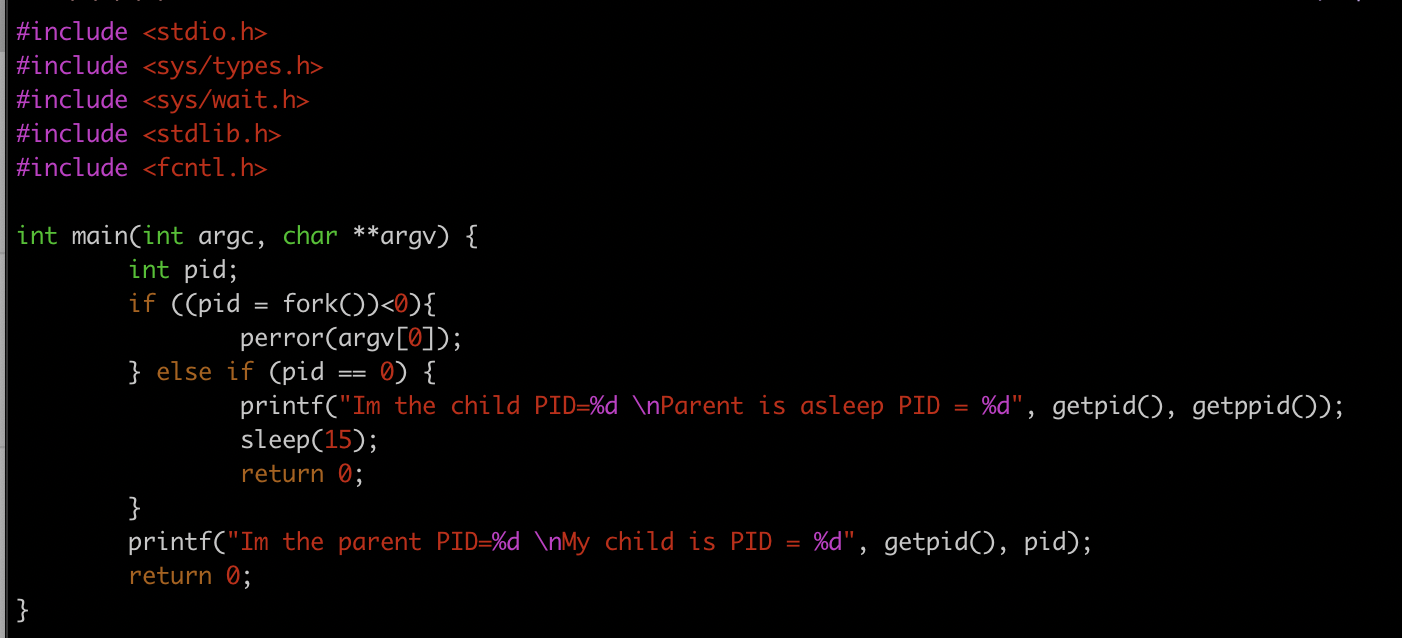 #include <stdio.h>
#include <sys/types.h>
#include <sys/wait.h>
#include <stdlib.h>
#include <fcntl.h>
int main(int argc, char **argv) {
int pid;
if ((pid = fork())<0){
perror(argv[0]);
} else if (pid == 0) {
printf("Im the child PID=%d \nParent is asleep PID = %d", getpid(), getppid());
sleep(15);
return 0;
}
printf("Im the parent PID=%d \nMy child is PID = %d", getpid(), pid);
return 0;
}